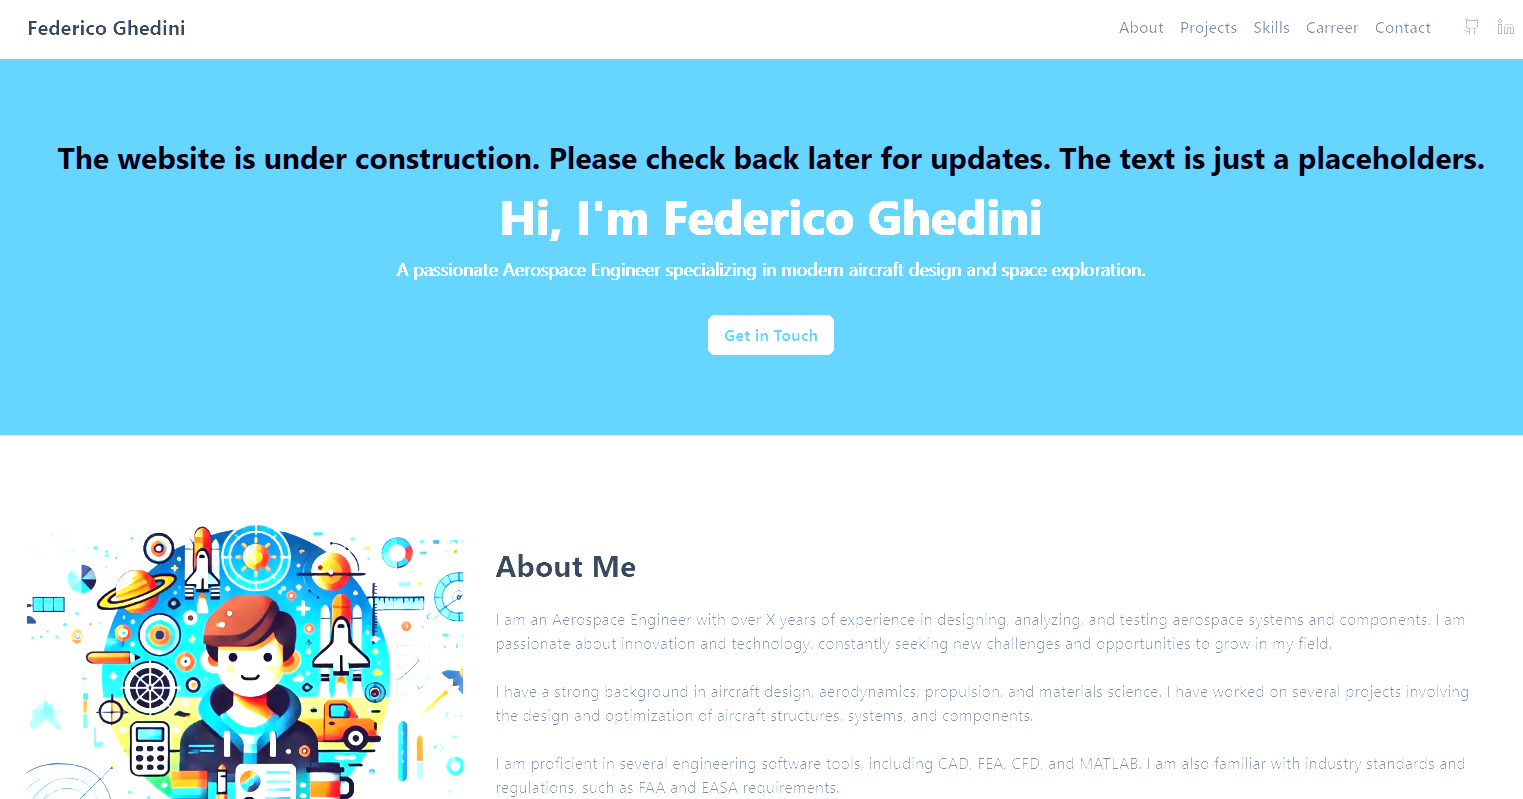 Federico Ghedini
About Projects Skills Carreer Contact
The website is under construction. Please check back later for updates. The text is just a placeholders.
Hi, I'm Federico Ghedini
A passionate Aerospace Engineer specializing in modern aircraft design and space exploration.
Get in Touch
About Me
I am an Aerospace Engineer with over X years of experience in designing, analyzing, and testing aerospace systems and components. I am
passionate about innovation and technology, constantly seeking new challenges and opportunities to grow in my field.
I have a strong background in aircraft design, aerodynamics, propulsion, and materials science. I have worked on several projects involving
the design and optimization of aircraft structures, systems, and components.
I am proficient in several engineering software tools, including CAD, FEA, CFD, and MATLAB. I am also familiar with industry standards and
regulations, such as FAA and EASA requirements.